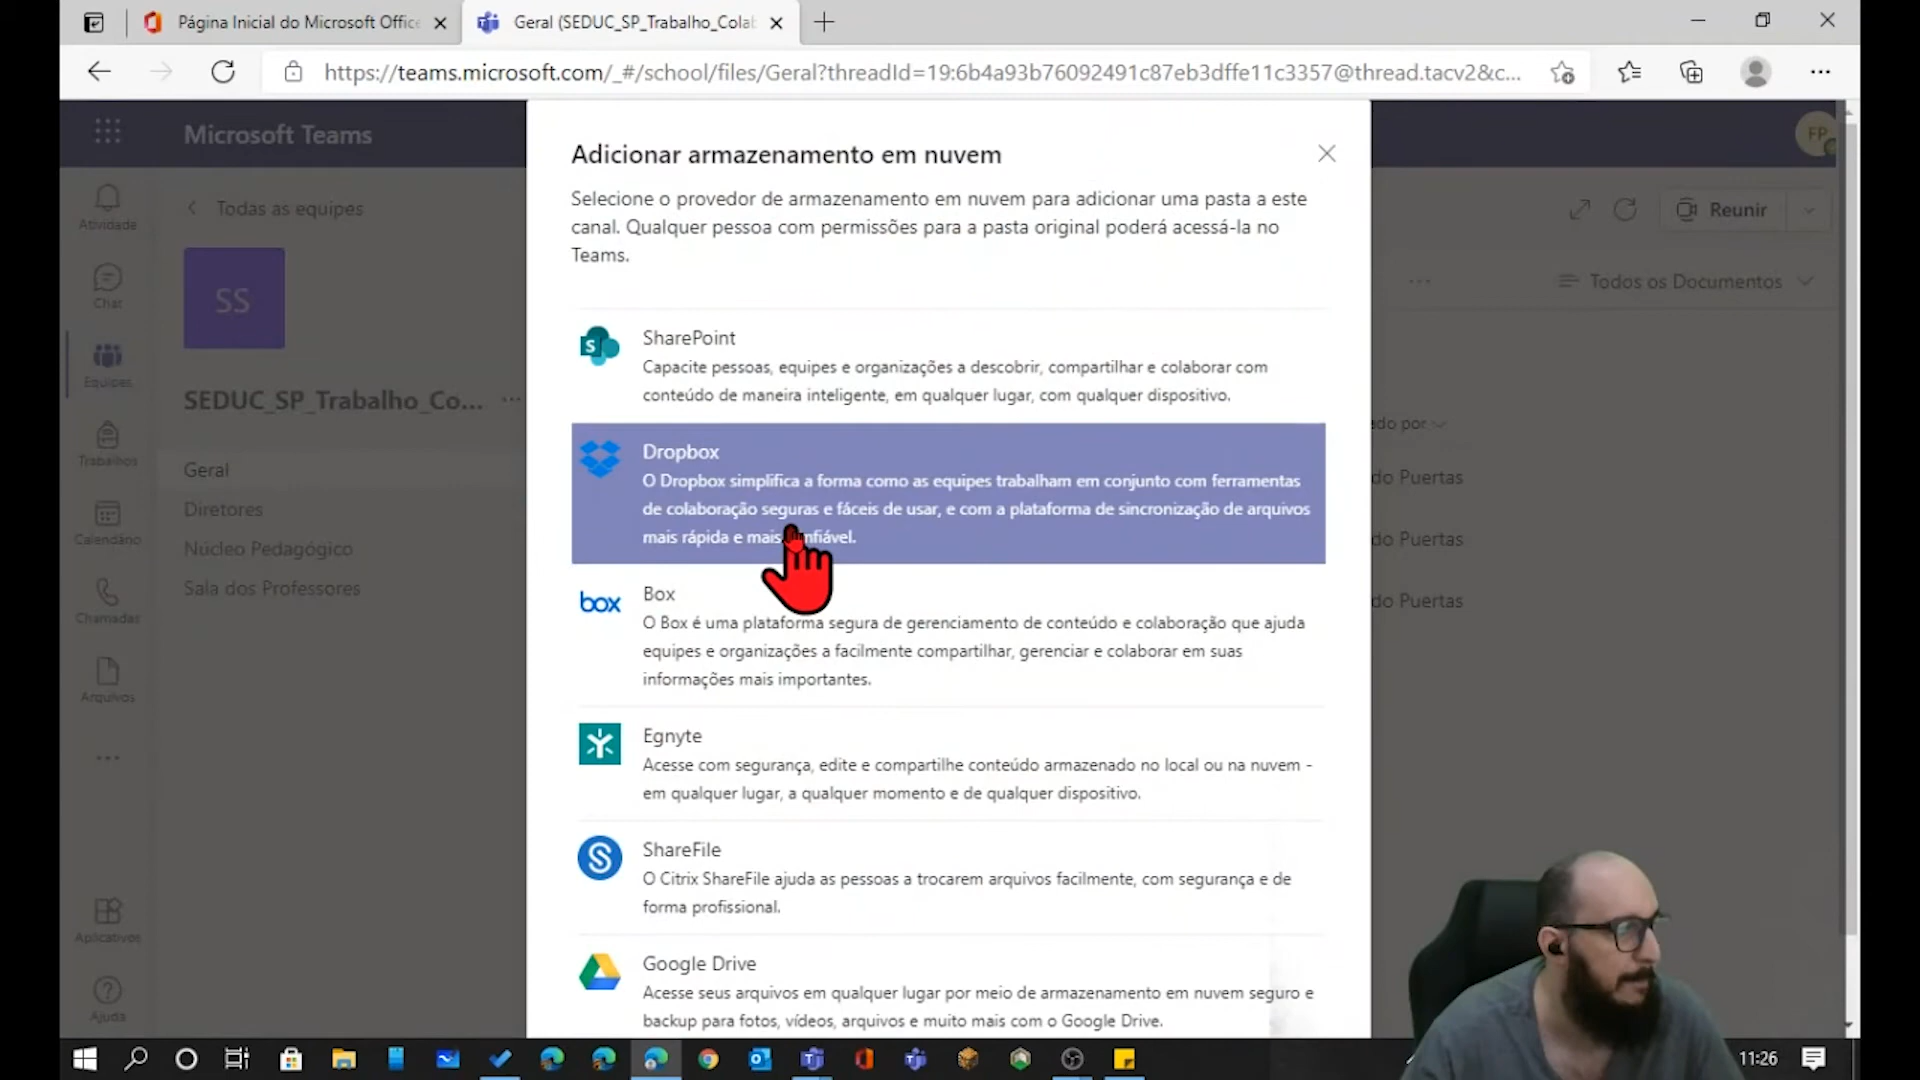 Página Inicial do Microsoft Office
Geral (SEDUC_SP_Trabalho_Colab
https://teams.microsoft.com/_#/school/files/Geral?threadId=19:6b4a93b76092491c87eb3dffe11c3357@thread.tacv2&c...
Microsoft Teams
FP
Atividade
Chat
Equipes
Trabalhos
Calendário
Chamadas
Arquivos
Aplicativos
Ajuda
Todas as equipes
SS
SEDUC_SP_Trabalho_Co...
Geral
Diretores
Núcleo Pedagógico
Sala dos Professores
Adicionar armazenamento em nuvem
Selecione o provedor de armazenamento em nuvem para adicionar uma pasta a este
canal. Qualquer pessoa com permissões para a pasta original poderá acessá-la no
Teams.
SharePoint
Capacite pessoas, equipes e organizações a descobrir, compartilhar e colaborar com
conteúdo de maneira inteligente, em qualquer lugar, com qualquer dispositivo.
Dropbox
O Dropbox simplifica a forma como as equipes trabalham em conjunto com ferramentas
de colaboração seguras e fáceis de usar, e com a plataforma de sincronização de arquivos
mais rápida e mais nfiável.
box
Box
O Box é uma plataforma segura de gerenciamento de conteúdo e colaboração que ajuda
equipes e organizações a facilmente compartilhar, gerenciar e colaborar em suas
informações mais importantes.
Egnyte
Acesse com segurança, edite e compartilhe conteúdo armazenado no local ou na nuvem -
em qualquer lugar, a qualquer momento e de qualquer dispositivo.
ShareFile
O Citrix ShareFile ajuda as pessoas a trocarem arquivos facilmente, com segurança e de
forma profissional.
Google Drive
Acesse seus arquivos em qualquer lugar por meio de armazenamento em nuvem seguro e
backup para fotos, vídeos, arquivos e muito mais com o Google Drive.
Reunir
Todos os Documentos
do por
do Puertas
do Puertas
do Puertas
11:26